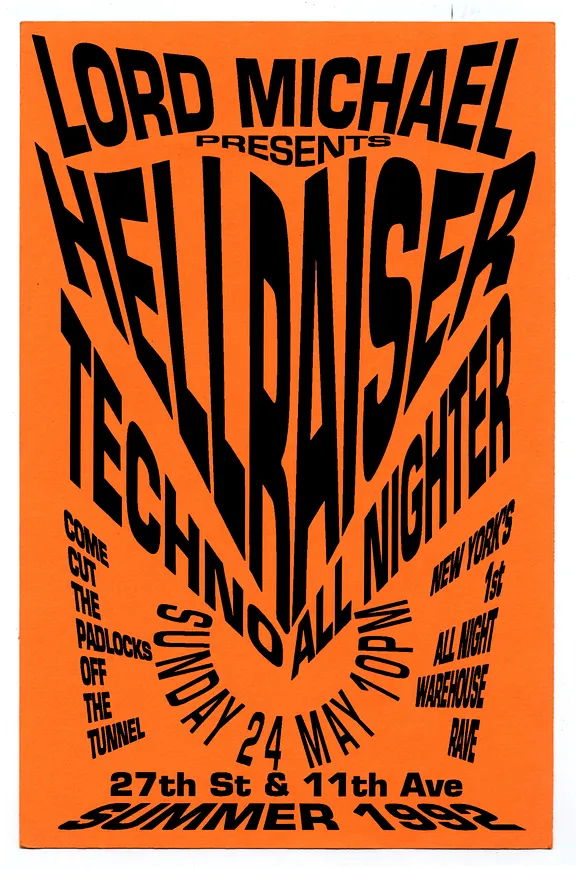 LORD MICHAEL
PRESENTS
HELLRAISER
TECHNO ALL NIGHTER
COME
CUT
THE
PADLOCKS
OFF
THE
TUNNEL
NEW YORK'S
1st
ALL NIGHT
WAREHOUSE
RAVE
SUNDAY 24 MAY 10PM
27th St & 11th Ave
SUMMER 1992